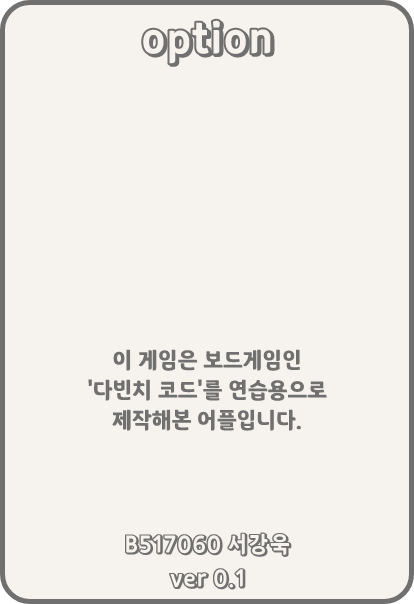 option
이 게임은 보드게임인
'다빈치 코드'를 연습용으로
제작해본 어플입니다.
B517060 서강욱
ver 0.1